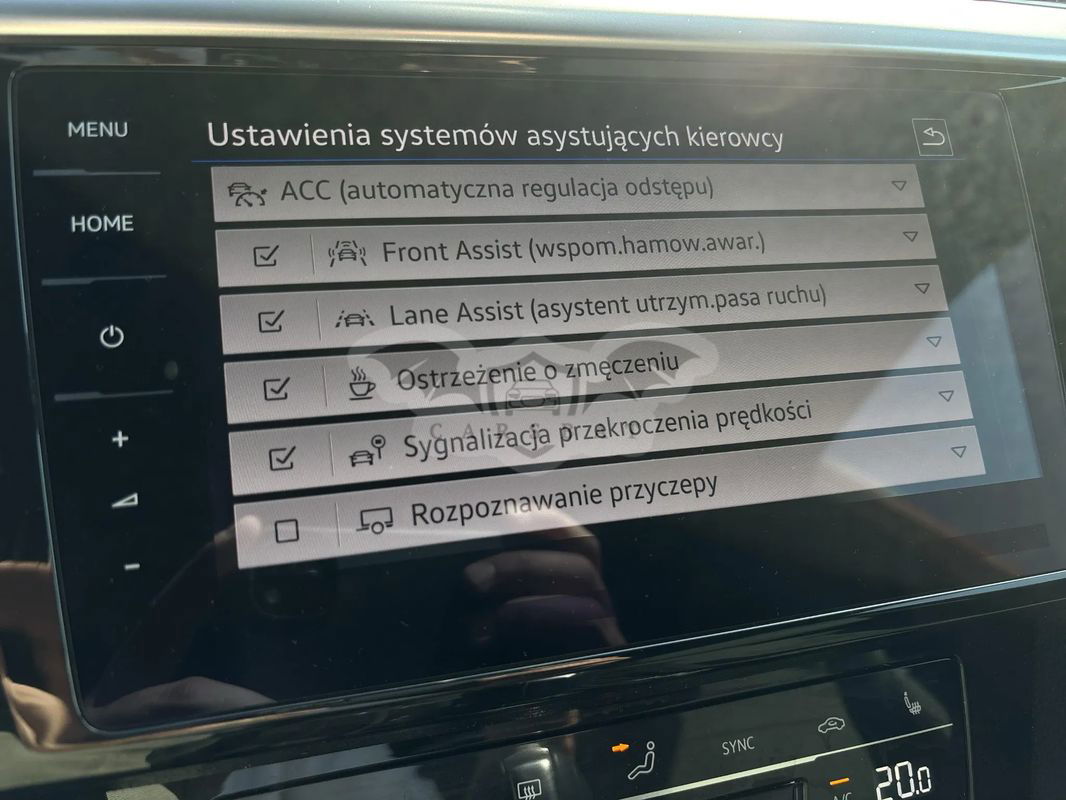 MENU
HOME
Ustawienia systemów asystujących kierowcy
ACC (automatyczna regulacja odstępu)
Front Assist (wspom.hamow.awar.)
Lane Assist (asystent utrzym.pasa ruchu)
Ostrzeżenie o zmęczeniu
Sygnalizacja przekroczenia prędkości
Rozpoznawanie przyczepy
+
−
SYNC
A/C
20.0